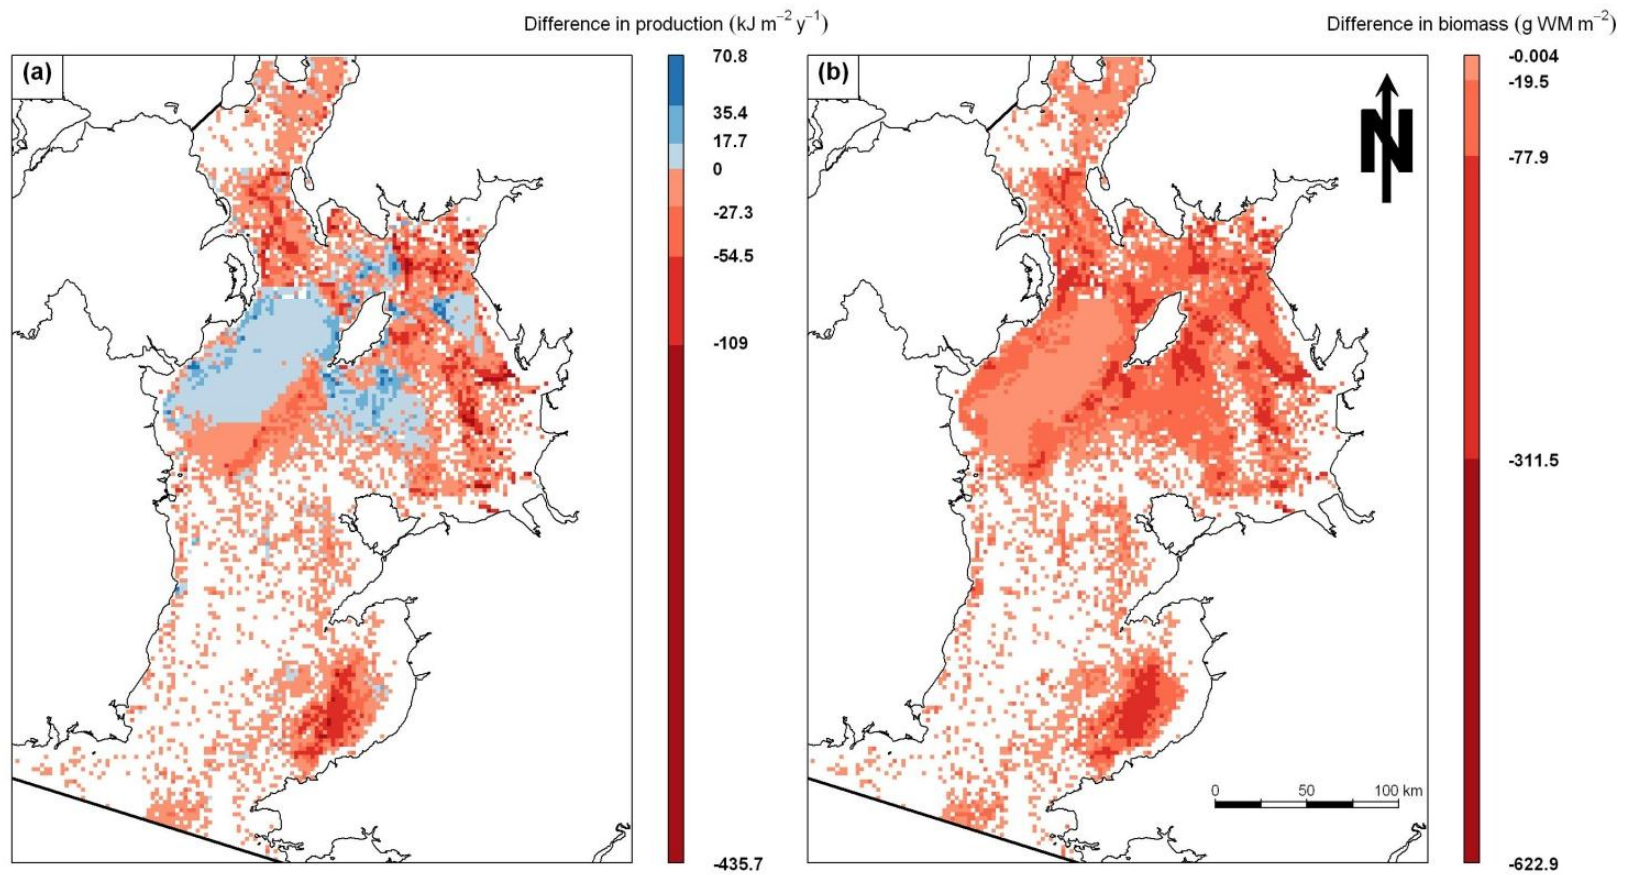 Difference in production (kJ m⁻² y⁻¹)
(a)
70.8
35.4
17.7
0
-27.3
-54.5
-109
-435.7
Difference in biomass (g WM m⁻²)
(b)
N
-0.004
-19.5
-77.9
-311.5
-622.9
0 50 100 km